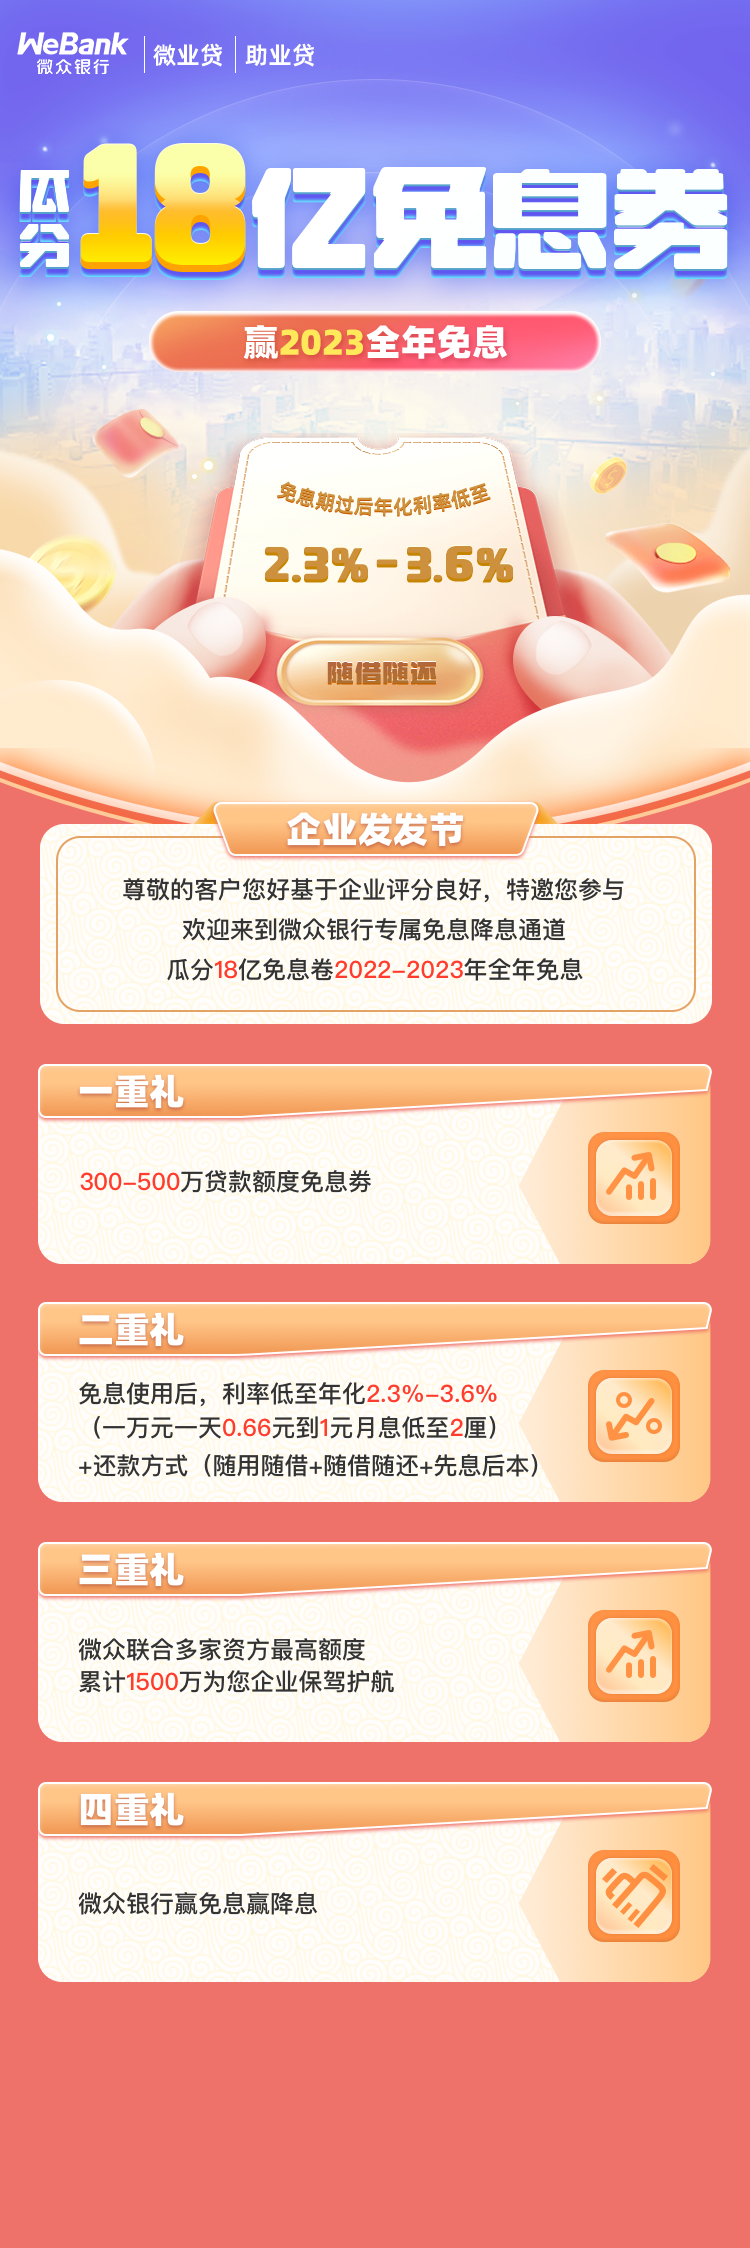 WeBank
微众银行
微业贷
助业贷
瓜分18亿免息券
赢2023全年免息
免息期过后年化利率低至
2.3%-3.6%
随借随还
企业发发节
尊敬的客户您好基于企业评分良好，特邀您参与
欢迎来到微众银行专属免息降息通道
瓜分18亿免息卷2022-2023年全年免息
一重礼
300-500万贷款额度免息劵
二重礼
免息使用后，利率低至年化2.3%-3.6%
（一万元一天0.66元到1元月息低至2厘）
+还款方式（随用随借+随借随还+先息后本）
三重礼
微众联合多家资方最高额度
累计1500万为您企业保驾护航
四重礼
微众银行赢免息赢降息